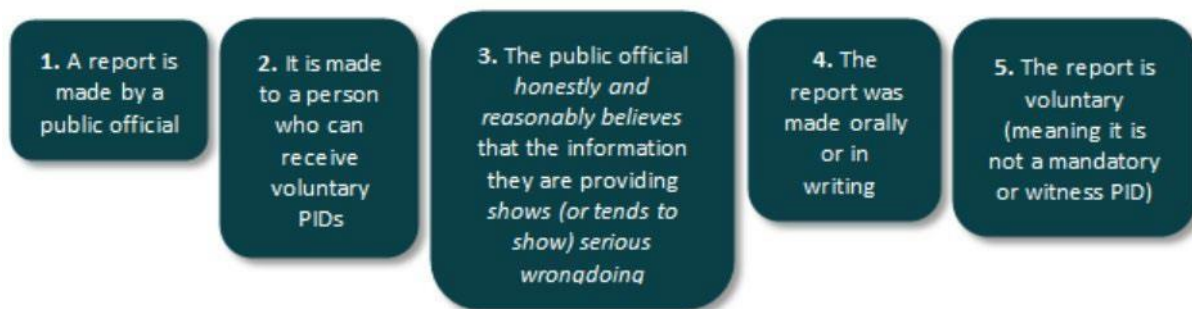 1. A report is
made by a
public official
2. It is made
to a person
who can
receive
voluntary
PIDs
3. The public official
honestly and
reasonably believes
that the information
they are providing
shows (or tends to
show) serious
wrongdoing
4. The
report was
made orally
or in
writing
5. The report is
voluntary
(meaning it is
not a mandatory
or witness PID)